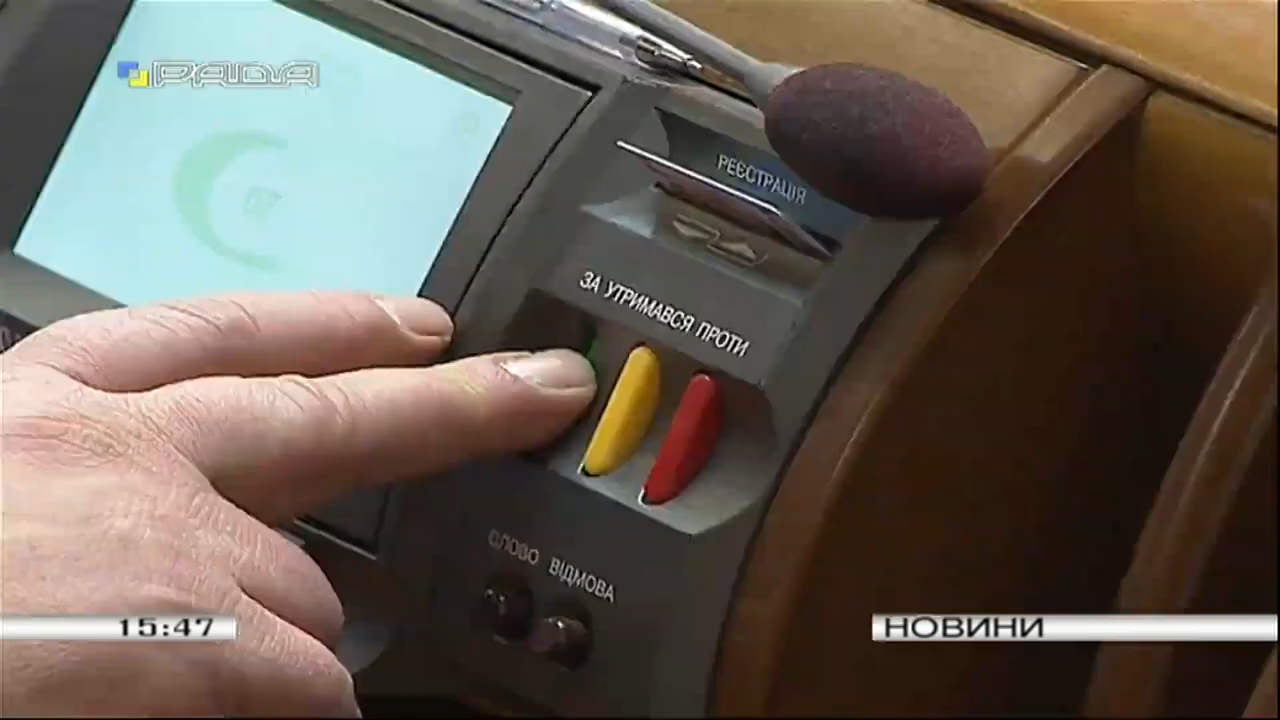 РАДА
РЕЄСТРАЦІЯ
ЗА УТРИМАВСЯ ПРОТИ
СЛОВО ВІДМОВА
15:47
НОВИНИ